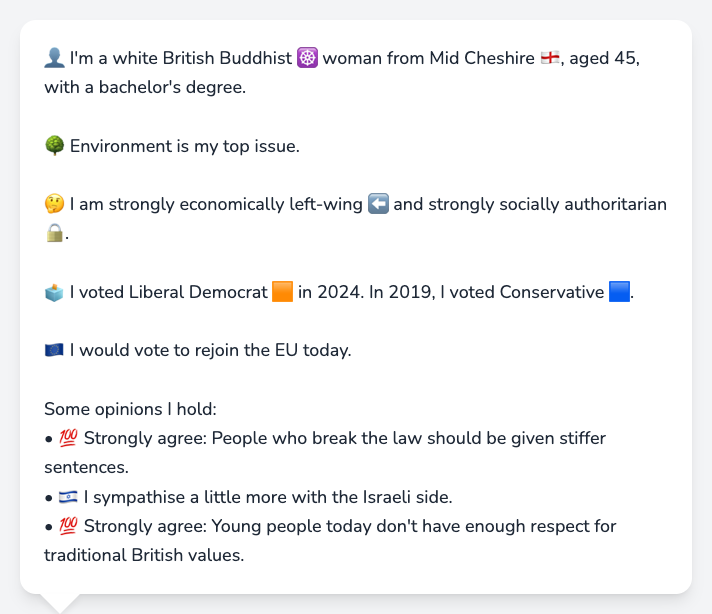 👤 I'm a white British Buddhist ☸️ woman from Mid Cheshire 🏴󠁧󠁢󠁥󠁮󠁧󠁿, aged 45,
with a bachelor's degree.
🌳 Environment is my top issue.
🤔 I am strongly economically left-wing ⬅️ and strongly socially authoritarian
🔒.
🗳️ I voted Liberal Democrat 🟧 in 2024. In 2019, I voted Conservative 🟦.
🇪🇺 I would vote to rejoin the EU today.
Some opinions I hold:
• 💯 Strongly agree: People who break the law should be given stiffer
sentences.
• 🇮🇱 I sympathise a little more with the Israeli side.
• 💯 Strongly agree: Young people today don't have enough respect for
traditional British values.